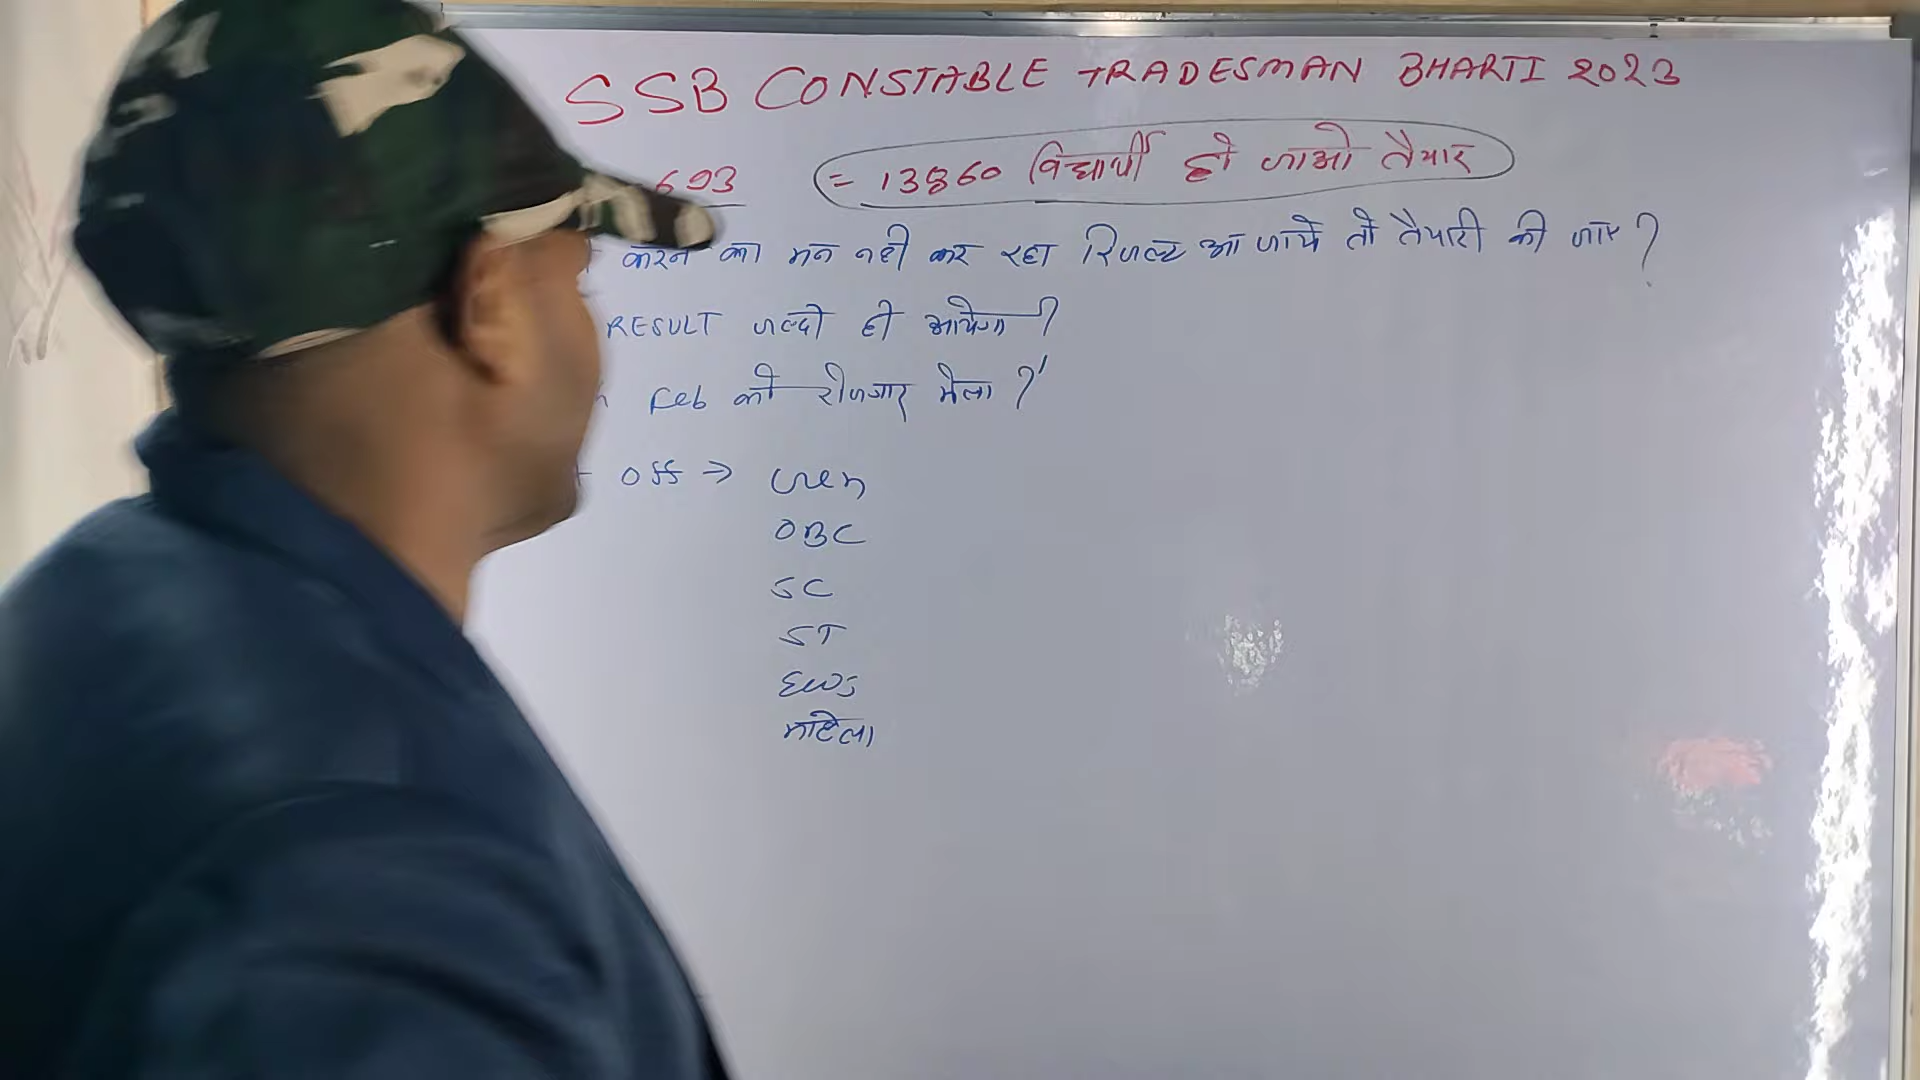 SSB CONSTABLE TRADESMAN BHARTI 2023
693 = 13860 विद्यार्थी हो जाओ तैयार
करने का मन नही कर रहा रिजल्ट आ जाये तो तैयारी की जाए ?
RESULT जल्दी ही आयेगा ?
Feb को रोजगार मेला ?
off ⇒ Gen
OBC
SC
ST
EWS
महिला